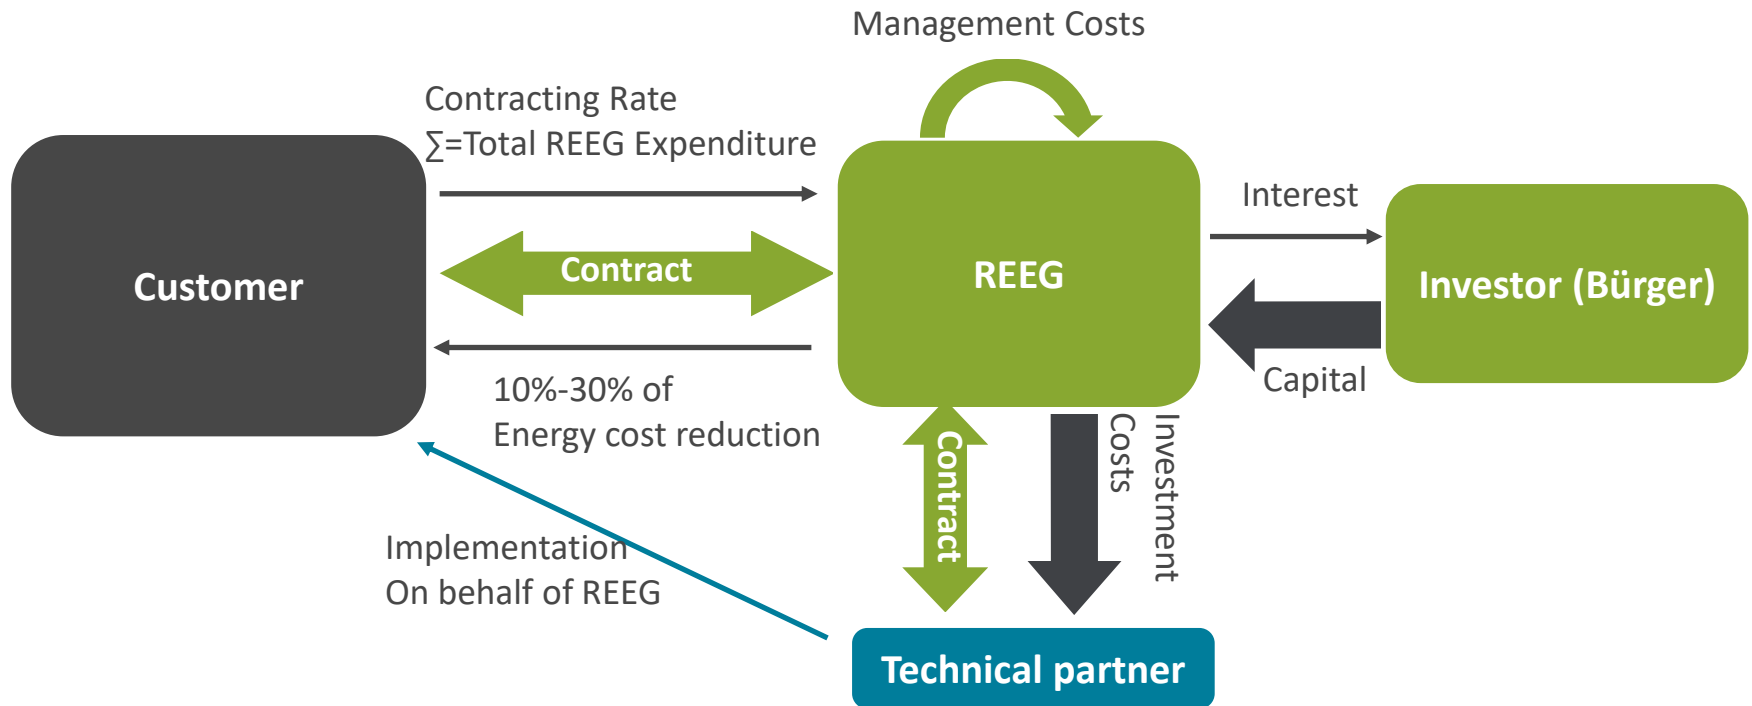 Management Costs
Contracting Rate
∑=Total REEG Expenditure
Customer
Contract
REEG
Interest
Investor (Bürger)
Capital
10%-30% of
Energy cost reduction
Contract
Investment
Costs
Implementation
On behalf of REEG
Technical partner